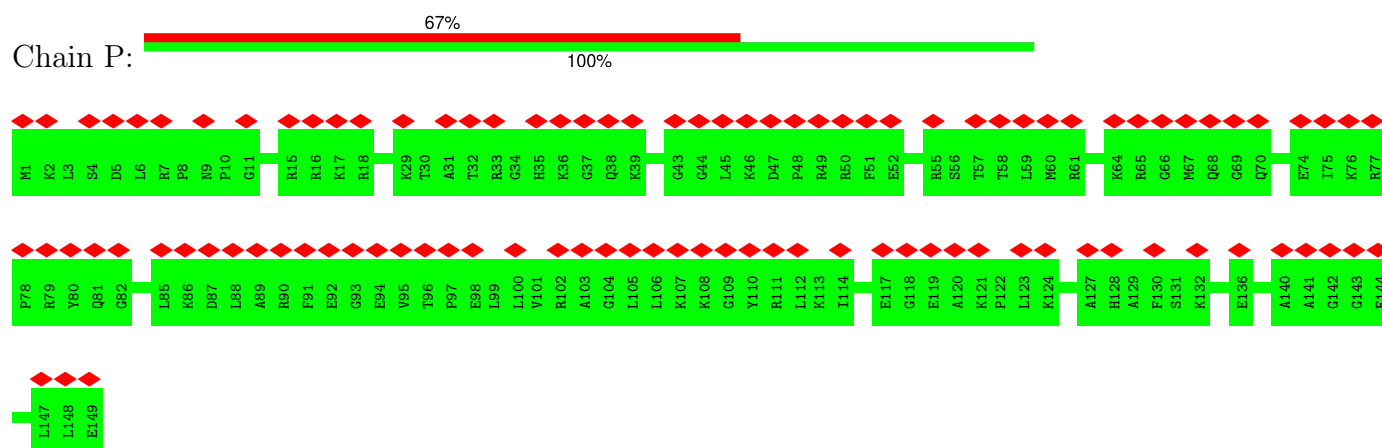 67%
Chain P:
100%
M1 K2 L3 S4 D5 L6 R7 P8 N9 P10 G11 R15 R16 K17 R18 K29 T30 A31 T32 R33 G34 H35 K36 G37 Q38 K39 G43 G44 L45 K46 D47 P48 R49 R50 F51 E52 R55 S56 T57 T58 L59 M60 R61 K64 R65 G66 M67 Q68 G69 Q70 E74 I75 K76 R77
P78 R79 Y80 Q81 G82 L85 K86 D87 L88 A89 R90 F91 E92 G93 E94 V95 T96 P97 E98 L99 L100 V101 R102 A103 G104 L105 L106 K107 K108 G109 Y110 R111 L112 K113 I114 E117 G118 E119 A120 K121 P122 L123 K124 A127 H128 A129 F130 S131 K132 E136 A140 A141 G142 G143 E144
L147 L148 E149